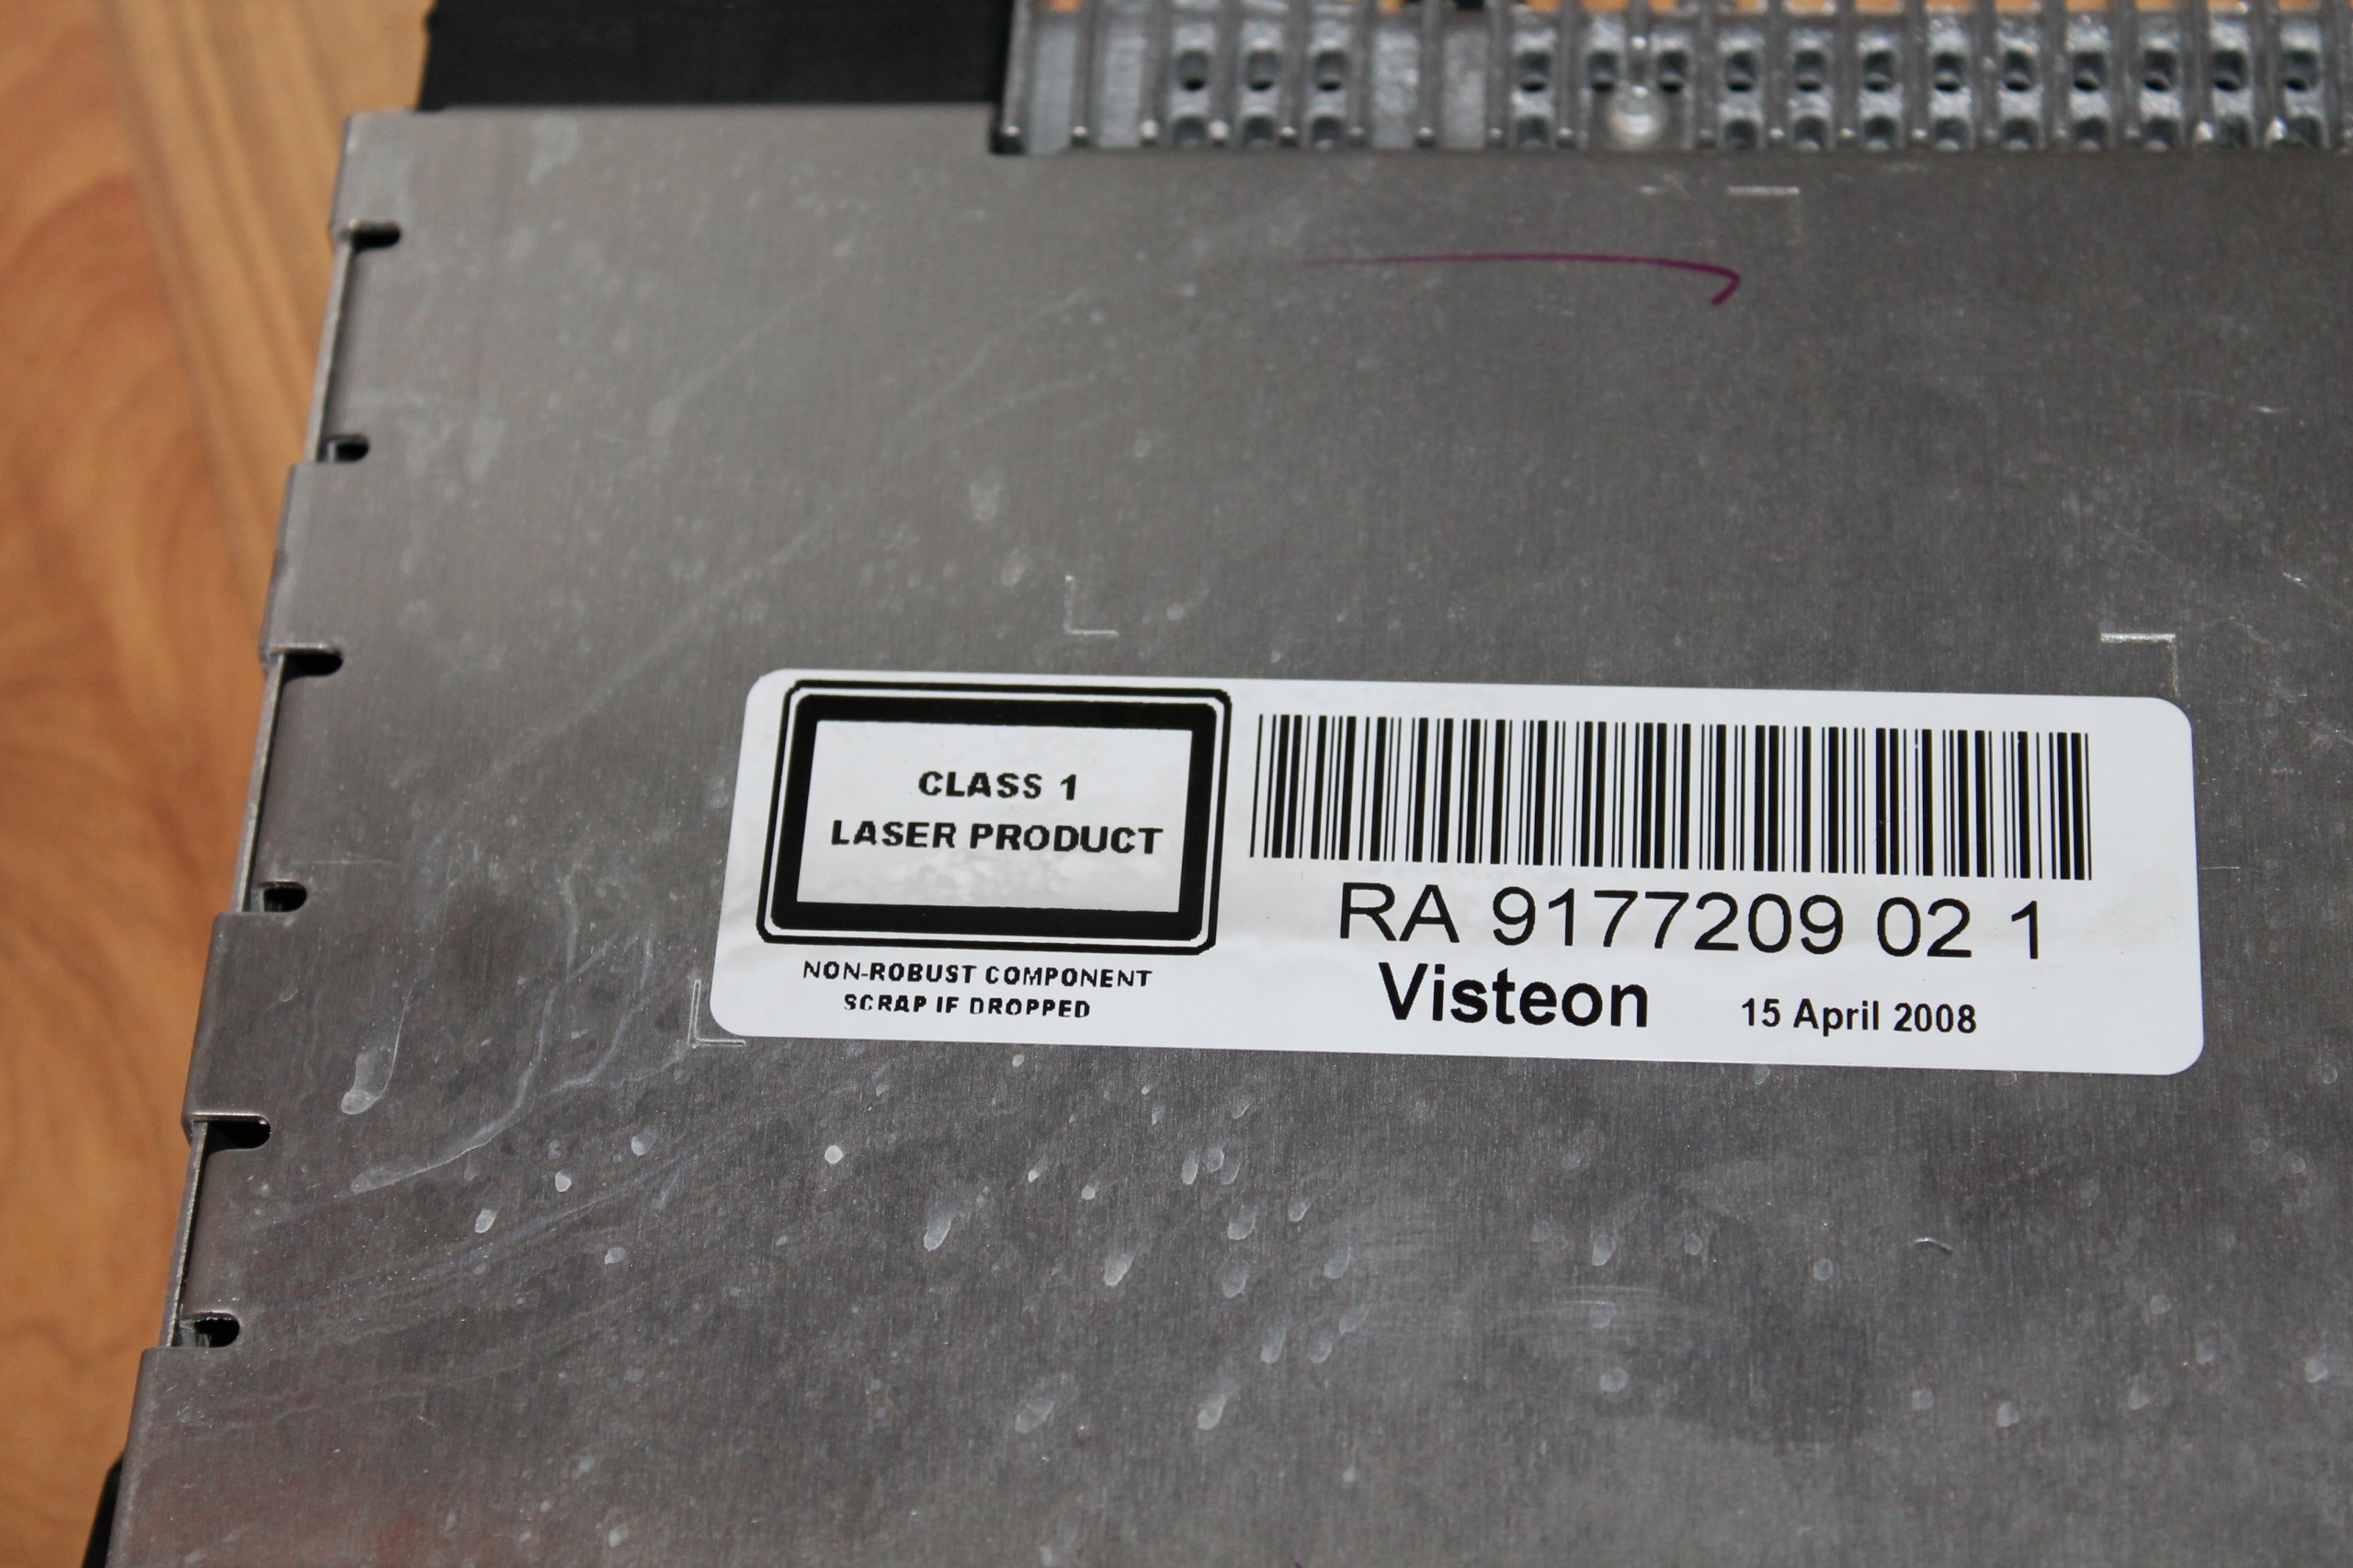 CLASS 1
LASER PRODUCT
NON-ROBUST COMPONENT
SCRAP IF DROPPED
RA 9177209 02 1
Visteon 15 April 2008